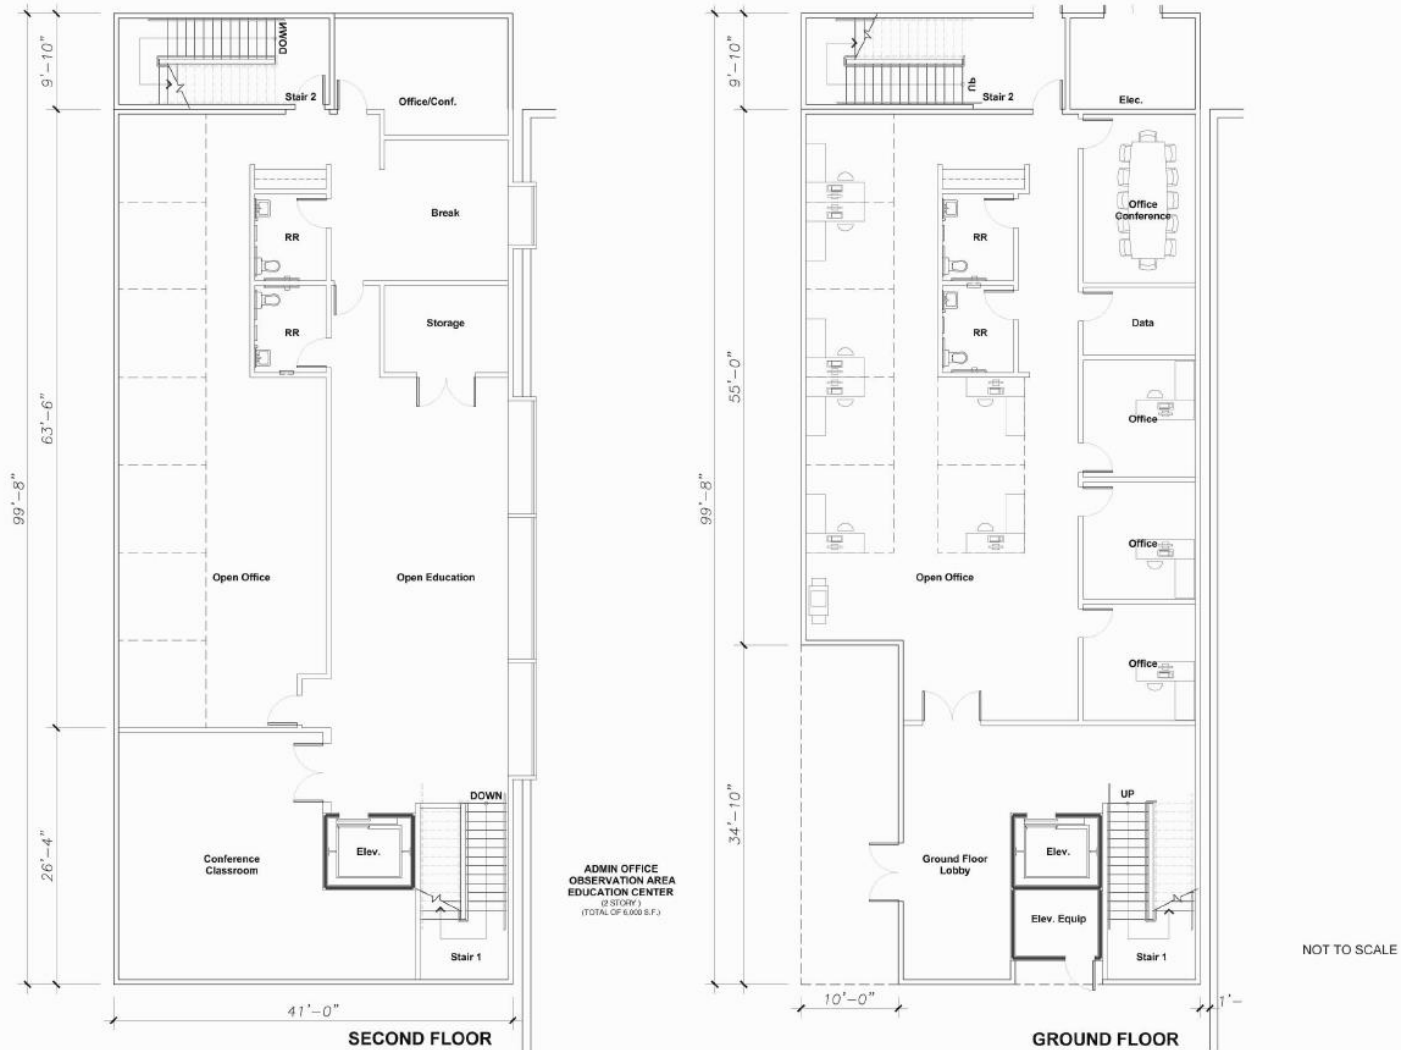 DOWN
Stair 2
Office/Conf.
9'-10"
Break
RR
Storage
RR
63'-6"
99'-8"
Open Office
Open Education
DOWN
Elev.
Conference
Classroom
26'-4"
Stair 1
41'-0"
SECOND FLOOR
ADMIN OFFICE
OBSERVATION AREA
EDUCATION CENTER
(2 STORY )
(TOTAL OF 6,000 S.F.)
9'-10"
UP
Stair 2
Elec.
Office
Conference
RR
Data
RR
55'-0"
Office
99'-8"
Office
Open Office
Office
UP
34'-10"
Elev.
Ground Floor
Lobby
Elev. Equip
Stair 1
10'-0"
1'-
GROUND FLOOR
NOT TO SCALE